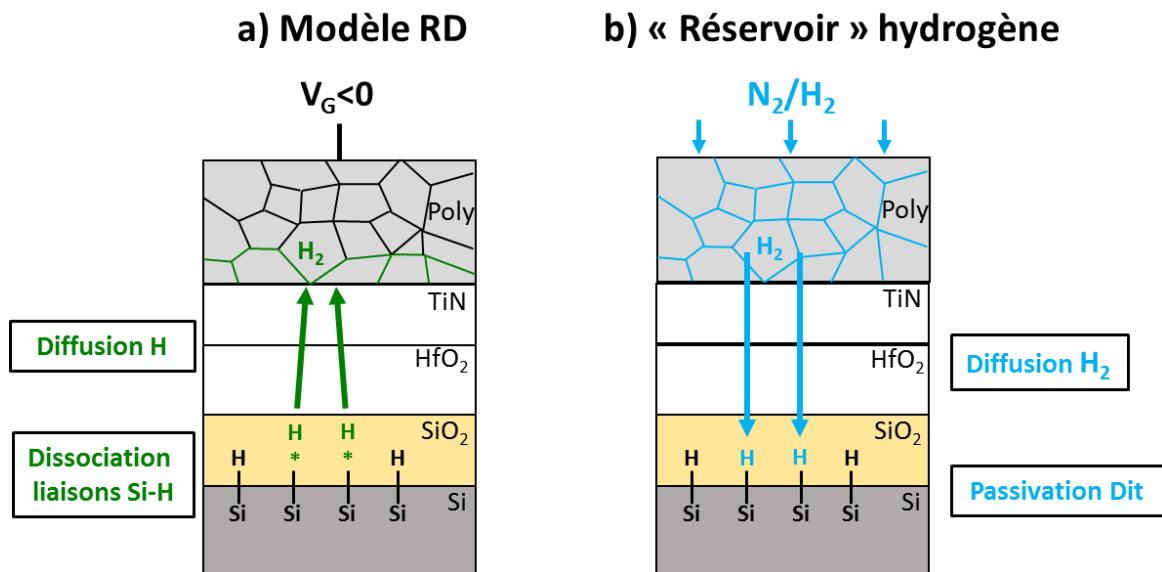 a) Modèle RD
V_G<0
Poly
H₂
TiN
Diffusion H
HfO₂
SiO₂
H H
H * * H
Dissociation
liaisons Si-H
Si Si Si Si
Si
b) « Réservoir » hydrogène
N₂/H₂
Poly
H₂
TiN
HfO₂
Diffusion H₂
SiO₂
H H H H
Passivation Dit
Si Si Si Si
Si